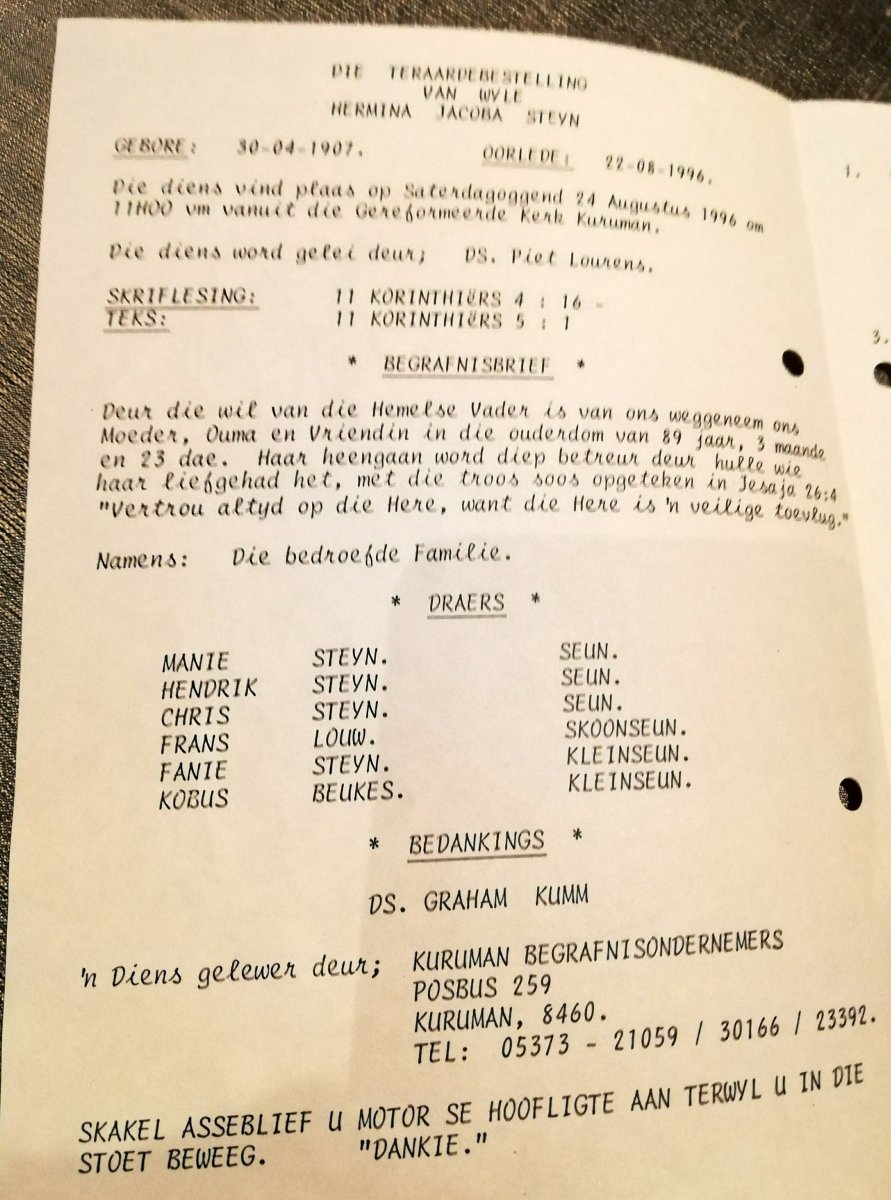 DIE TERAARDEBESTELLING
VAN WYLE
HERMINA JACOBA STEYN
GEBORE: 30-04-1907. OORLEDE: 22-08-1996.
Die diens vind plaas op Saterdagoggend 24 Augustus 1996 om
11H00 vm vanuit die Gereformeerde Kerk Kuruman.
Die diens word gelei deur; DS. Piet Lourens.
SKRIFLESING: 11 KORINTHIËRS 4 : 16 -
TEKS: 11 KORINTHIËRS 5 : 1
* BEGRAFNISBRIEF *
Deur die wil van die Hemelse Vader is van ons weggeneem ons
Moeder, Ouma en Vriendin in die ouderdom van 89 jaar, 3 maande
en 23 dae. Haar heengaan word diep betreur deur hulle wie
haar liefgehad het, met die troos soos opgeteken in Jesaja 26:4
"Vertrou altyd op die Here, want die Here is 'n veilige toevlug."
Namens: Die bedroefde Familie.
* DRAERS *
MANIE STEYN. SEUN.
HENDRIK STEYN. SEUN.
CHRIS STEYN. SEUN.
FRANS LOUW. SKOONSEUN.
FANIE STEYN. KLEINSEUN.
KOBUS BEUKES. KLEINSEUN.
* BEDANKINGS *
DS. GRAHAM KUMM
'n Diens gelewer deur; KURUMAN BEGRAFNISONDERNEMERS
POSBUS 259
KURUMAN, 8460.
TEL: 05373 - 21059 / 30166 / 23392.
SKAKEL ASSEBLIEF U MOTOR SE HOOFLIGTE AAN TERWYL U IN DIE
STOET BEWEEG. "DANKIE."
1.
3.